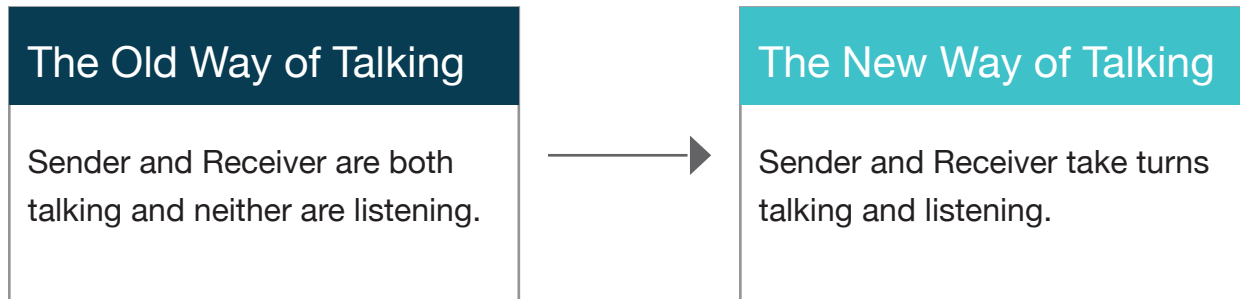 The Old Way of Talking
Sender and Receiver are both
talking and neither are listening.
The New Way of Talking
Sender and Receiver take turns
talking and listening.